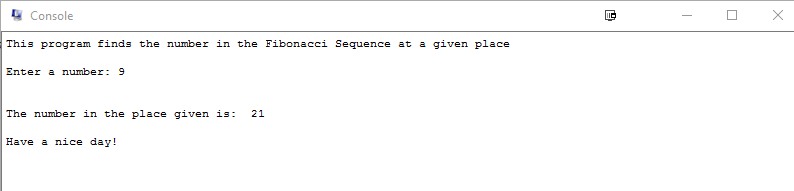 Console
This program finds the number in the Fibonacci Sequence at a given place
Enter a number: 9
The number in the place given is:  21
Have a nice day!